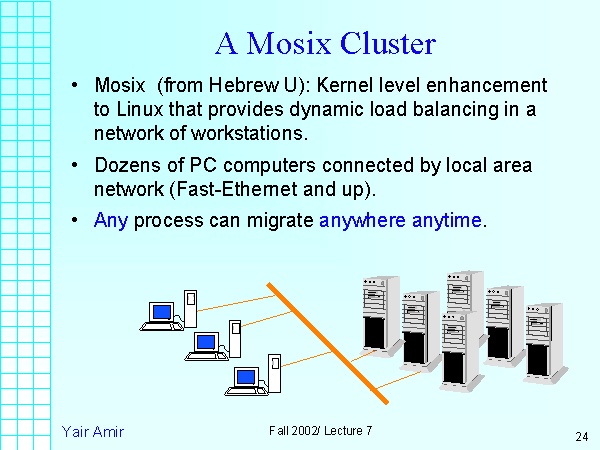 A Mosix Cluster
• Mosix (from Hebrew U): Kernel level enhancement
to Linux that provides dynamic load balancing in a
network of workstations.
• Dozens of PC computers connected by local area
network (Fast-Ethernet and up).
• Any process can migrate anywhere anytime.
Yair Amir
Fall 2002/ Lecture 7
24